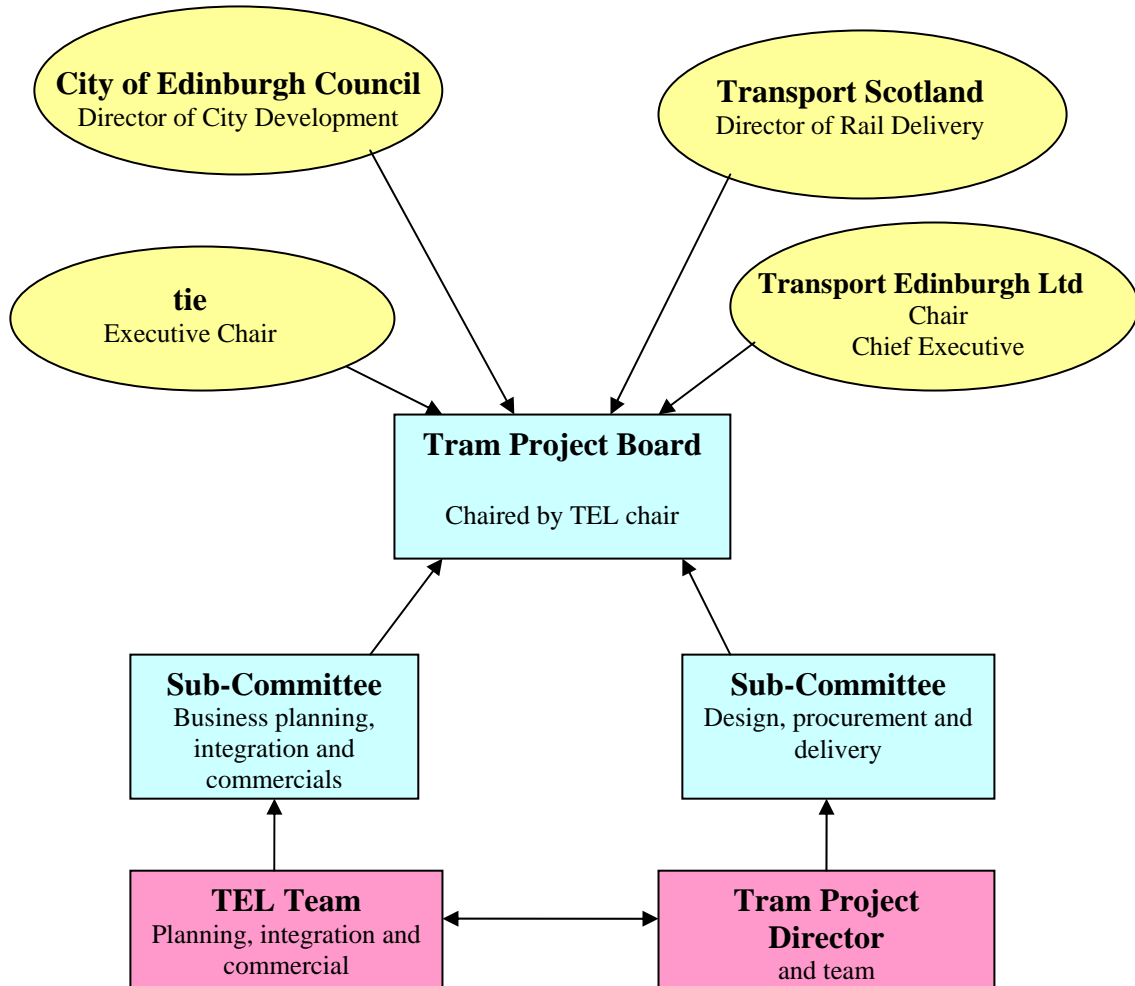 City of Edinburgh Council
Director of City Development
Transport Scotland
Director of Rail Delivery
tie
Executive Chair
Transport Edinburgh Ltd
Chair
Chief Executive
Tram Project Board
Chaired by TEL chair
Sub-Committee
Business planning,
integration and
commercials
Sub-Committee
Design, procurement and
delivery
TEL Team
Planning, integration and
commercial
Tram Project
Director
and team